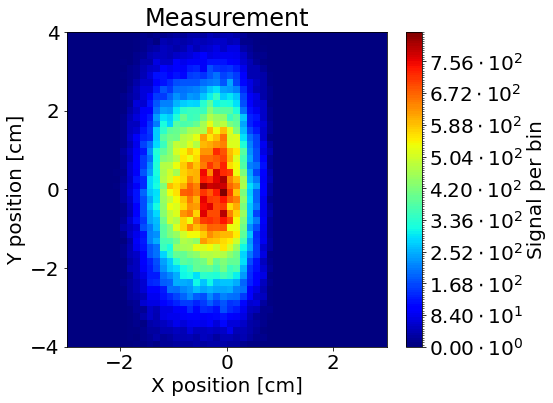 Measurement
4
2
0
−2
−4
Y position [cm]
−2
0
2
X position [cm]
7.56 · 10²
6.72 · 10²
5.88 · 10²
5.04 · 10²
4.20 · 10²
3.36 · 10²
2.52 · 10²
1.68 · 10²
8.40 · 10¹
0.00 · 10⁰
Signal per bin